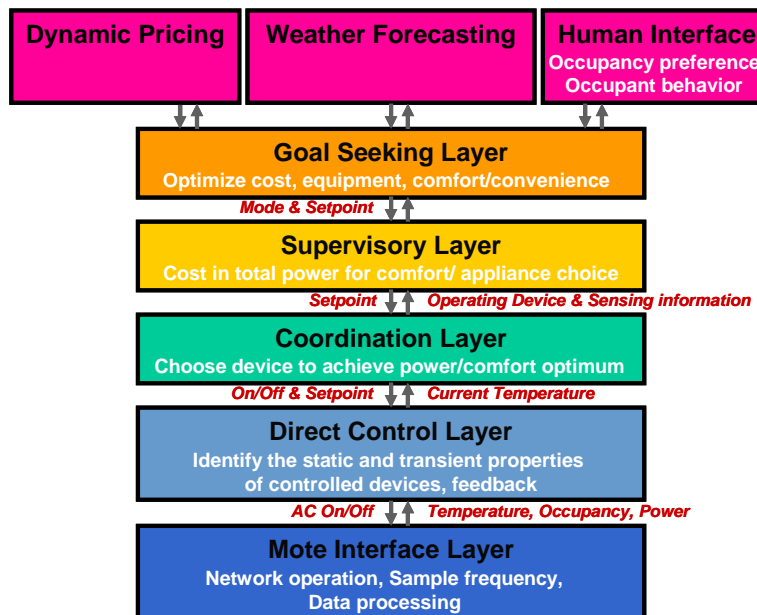 Dynamic Pricing
Weather Forecasting
Human Interface
Occupancy preference
Occupant behavior
Goal Seeking Layer
Optimize cost, equipment, comfort/convenience
Mode & Setpoint
Supervisory Layer
Cost in total power for comfort/ appliance choice
Setpoint
Operating Device & Sensing information
Coordination Layer
Choose device to achieve power/comfort optimum
On/Off & Setpoint
Current Temperature
Direct Control Layer
Identify the static and transient properties
of controlled devices, feedback
AC On/Off
Temperature, Occupancy, Power
Mote Interface Layer
Network operation, Sample frequency,
Data processing